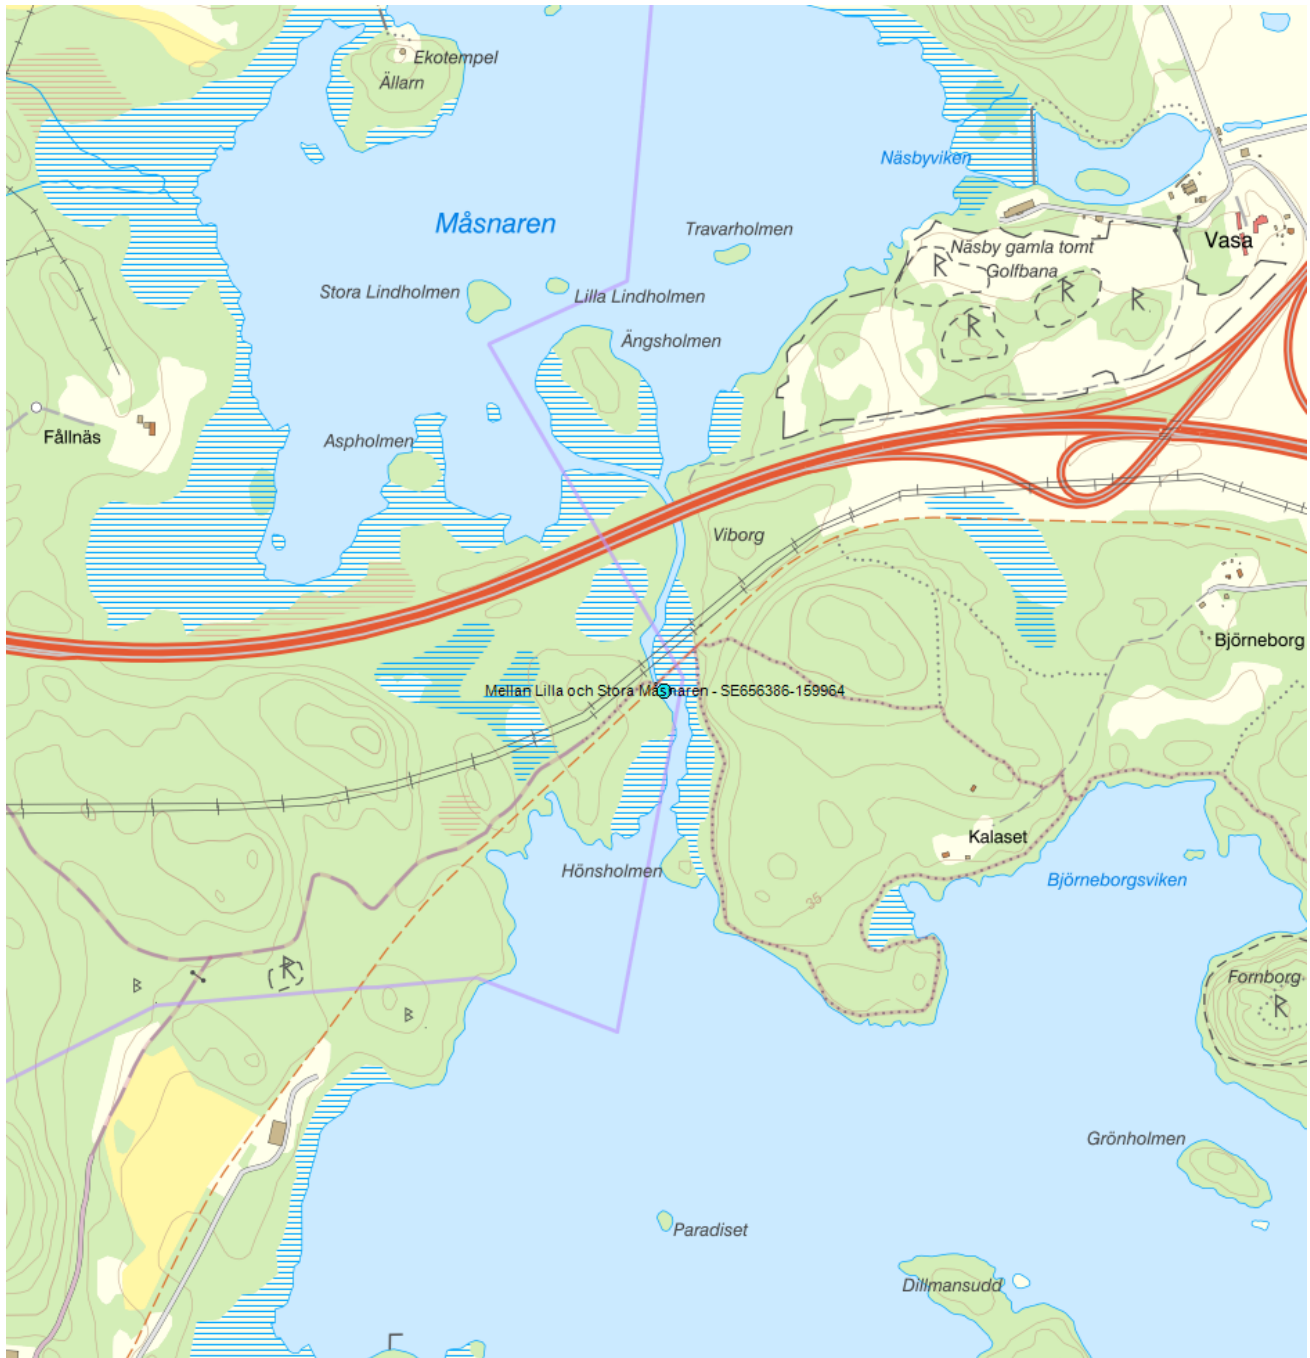 Ekotempel
Ällarn
Näsbyviken
Måsnaren
Travarholmen
Vasa
Näsby gamla tomt
Golfbana
R
R
R
R
Stora Lindholmen
Lilla Lindholmen
Ängsholmen
Fållnäs
Aspholmen
Viborg
Björneborg
Mellan Lilla och Stora Måsnaren - SE656386-159964
Kalaset
Hönsholmen
Björneborgsviken
35
R
B
B
Fornborg
R
Grönholmen
Paradiset
Dillmansudd